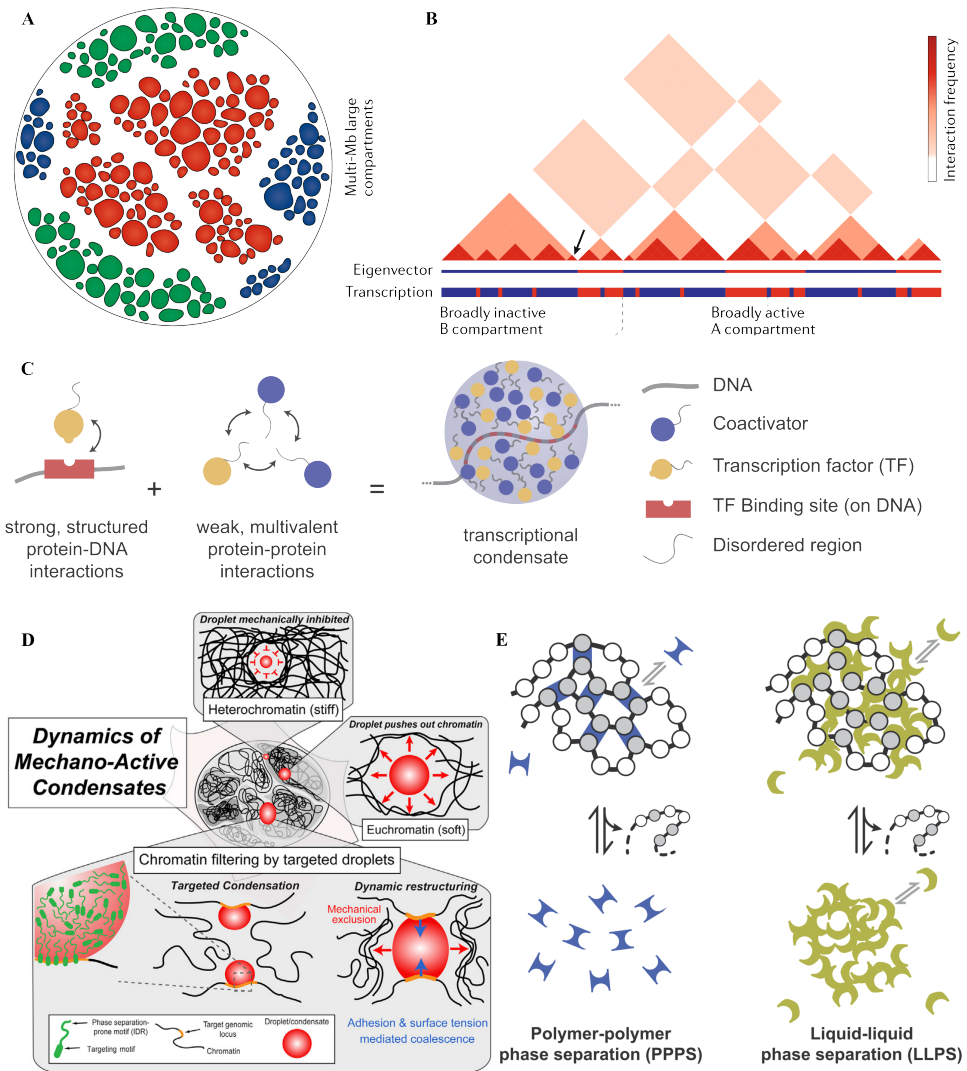 A
Multi-Mb large
compartments
B
Interaction frequency
Eigenvector
Transcription
Broadly inactive
B compartment
Broadly active
A compartment
C
strong, structured
protein-DNA
interactions
+
weak, multivalent
protein-protein
interactions
=
transcriptional
condensate
DNA
Coactivator
Transcription factor (TF)
TF Binding site (on DNA)
Disordered region
D
Droplet mechanically inhibited
Heterochromatin (stiff)
Dynamics of
Mechano-Active
Condensates
Droplet pushes out chromatin
Euchromatin (soft)
Chromatin filtering by targeted droplets
Targeted Condensation
Dynamic restructuring
Mechanical
exclusion
Adhesion & surface tension
mediated coalescence
Phase separation-
prone motif (IDR)
Targeting motif
Target genomic
locus
Chromatin
Droplet/condensate
E
Polymer-polymer
phase separation (PPPS)
Liquid-liquid
phase separation (LLPS)